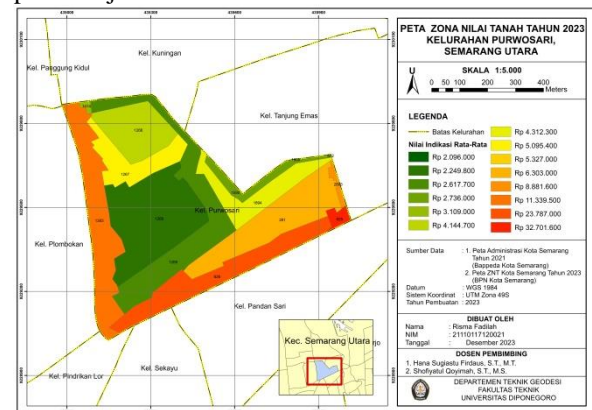 PETA ZONA NILAI TANAH TAHUN 2023
KELURAHAN PURWOSARI,
SEMARANG UTARA
U
SKALA 1:5.000
0 50 100 200 300 400
Meters
LEGENDA
Batas Kelurahan
Nilai Indikasi Rata-Rata
Rp 2.096.000
Rp 2.249.800
Rp 2.617.700
Rp 2.736.000
Rp 3.109.000
Rp 4.144.700
Rp 4.312.300
Rp 5.095.400
Rp 5.327.000
Rp 6.303.000
Rp 8.881.600
Rp 11.339.500
Rp 23.787.000
Rp 32.701.600
Sumber Data : 1. Peta Administrasi Kota Semarang
Tahun 2021
(Bappeda Kota Semarang)
2. Peta ZNT Kota Semarang Tahun 2023
(BPN Kota Semarang)
Datum : WGS 1984
Sistem Koordinat : UTM Zona 49S
Tahun Pembuatan : 2023
DIBUAT OLEH
Nama : Risma Fadilah
NIM : 21110117120021
Tanggal : Desember 2023
DOSEN PEMBIMBING
1. Hana Sugiastu Firdaus, S.T., M.T.
2. Shofiyatul Qoyimah, S.T., M.S.
DEPARTEMEN TEKNIK GEODESI
FAKULTAS TEKNIK
UNIVERSITAS DIPONEGORO
Kel. Kuningan
Kel. Panggung Kidul
Kel. Tanjung Emas
Kel. Purwosari
Kel. Plombokan
Kel. Pandan Sari
Kec. Semarang Utara
Kel. Sekayu
Kel. Pindrikan Lor